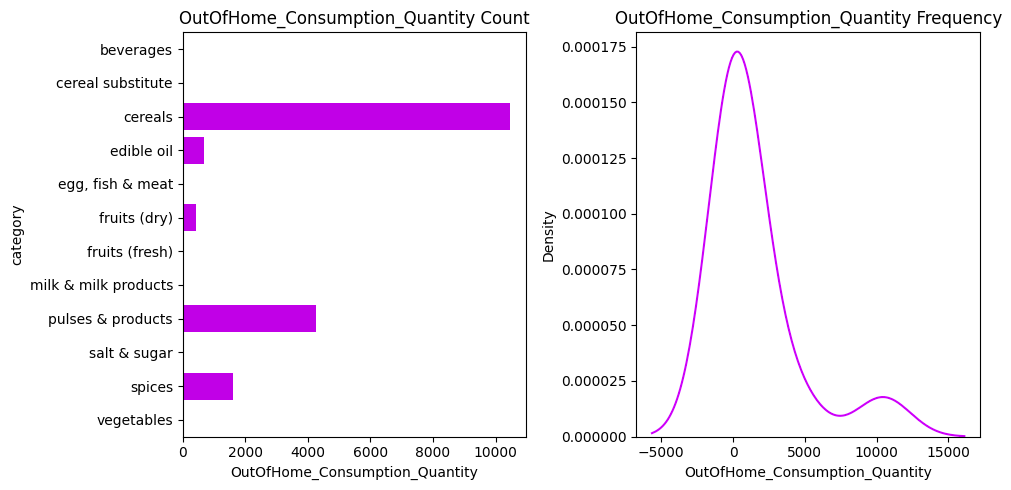 OutOfHome_Consumption_Quantity Count
category
beverages
cereal substitute
cereals
edible oil
egg, fish & meat
fruits (dry)
fruits (fresh)
milk & milk products
pulses & products
salt & sugar
spices
vegetables
0 2000 4000 6000 8000 10000
OutOfHome_Consumption_Quantity
OutOfHome_Consumption_Quantity Frequency
Density
0.000175
0.000150
0.000125
0.000100
0.000075
0.000050
0.000025
0.000000
−5000 0 5000 10000 15000
OutOfHome_Consumption_Quantity